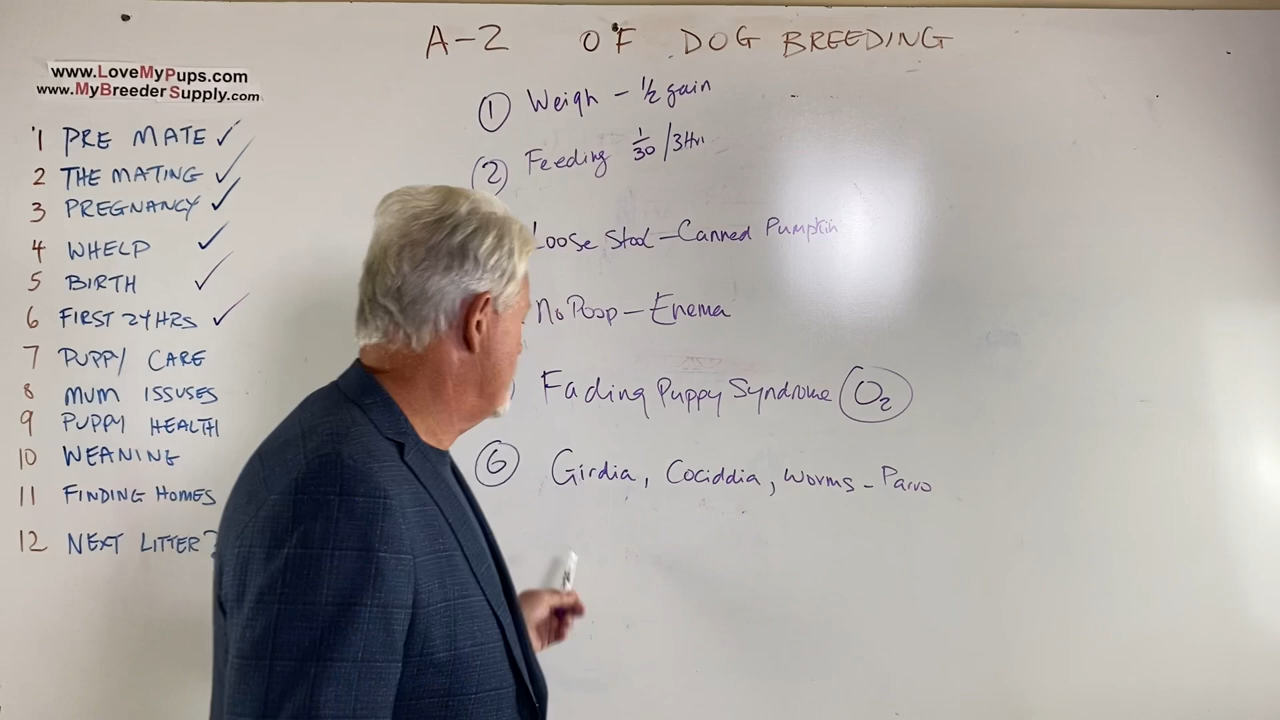 A-Z OF DOG BREEDING
www.LoveMyPups.com
www.MyBreederSupply.com
1 PRE MATE ✓
2 THE MATING ✓
3 PREGNANCY ✓
4 WHELP ✓
5 BIRTH ✓
6 FIRST 24HRS ✓
7 PUPPY CARE
8 MUM ISSUSES
9 PUPPY HEALTH
10 WEANING
11 FINDING HOMES
12 NEXT LITTER?
1 Weigh - 1/2 gain
2 Feeding 1/30 /3Hrs
Loose Stool - Canned Pumpkin
No Poop - Enema
Fading Puppy Syndrome O2
6 Girdia, Cociddia, Worms - Parvo